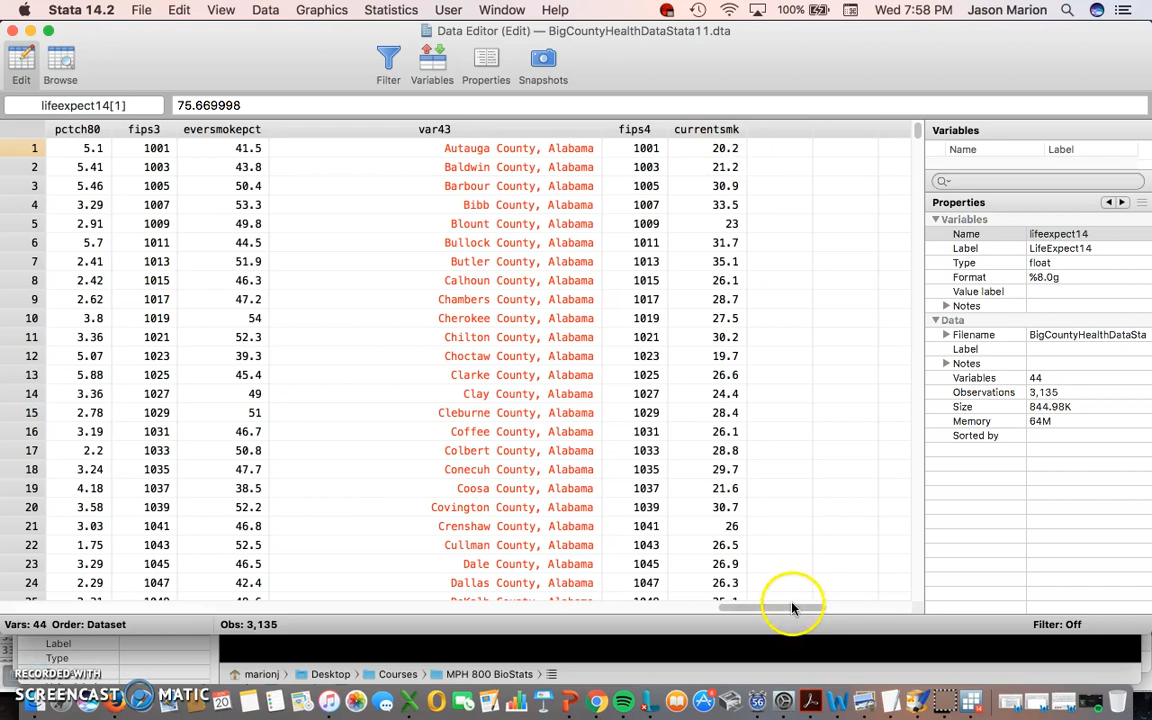 Stata 14.2 File Edit View Data Graphics Statistics User Window Help 100% Wed 7:58 PM Jason Marion
Data Editor (Edit) — BigCountyHealthDataStata11.dta
Edit Browse Filter Variables Properties Snapshots
lifeexpect14[1] 75.669998
pctch80 fips3 eversmokepct var43 fips4 currentsmk
1 5.1 1001 41.5 Autauga County, Alabama 1001 20.2
2 5.41 1003 43.8 Baldwin County, Alabama 1003 21.2
3 5.46 1005 50.4 Barbour County, Alabama 1005 30.9
4 3.29 1007 53.3 Bibb County, Alabama 1007 33.5
5 2.91 1009 49.8 Blount County, Alabama 1009 23
6 5.7 1011 44.5 Bullock County, Alabama 1011 31.7
7 2.41 1013 51.9 Butler County, Alabama 1013 35.1
8 2.42 1015 46.3 Calhoun County, Alabama 1015 26.1
9 2.62 1017 47.2 Chambers County, Alabama 1017 28.7
10 3.8 1019 54 Cherokee County, Alabama 1019 27.5
11 3.36 1021 52.3 Chilton County, Alabama 1021 30.2
12 5.07 1023 39.3 Choctaw County, Alabama 1023 19.7
13 5.88 1025 45.4 Clarke County, Alabama 1025 26.6
14 3.36 1027 49 Clay County, Alabama 1027 24.4
15 2.78 1029 51 Cleburne County, Alabama 1029 28.4
16 3.19 1031 46.7 Coffee County, Alabama 1031 26.1
17 2.2 1033 50.8 Colbert County, Alabama 1033 28.8
18 3.24 1035 47.7 Conecuh County, Alabama 1035 29.7
19 4.18 1037 38.5 Coosa County, Alabama 1037 21.6
20 3.58 1039 52.2 Covington County, Alabama 1039 30.7
21 3.03 1041 46.8 Crenshaw County, Alabama 1041 26
22 1.75 1043 52.5 Cullman County, Alabama 1043 26.5
23 3.29 1045 46.5 Dale County, Alabama 1045 26.9
24 2.29 1047 42.4 Dallas County, Alabama 1047 26.3
Variables
Name Label
Properties
Variables
Name lifeexpect14
Label LifeExpect14
Type float
Format %8.0g
Value label
Notes
Data
Filename BigCountyHealthDataSta
Label
Notes
Variables 44
Observations 3,135
Size 844.98K
Memory 64M
Sorted by
Vars: 44 Order: Dataset Obs: 3,135 Filter: Off
Label
Type
marionj Desktop Courses MPH 800 BioStats
RECORDED WITH
SCREENCAST MATIC